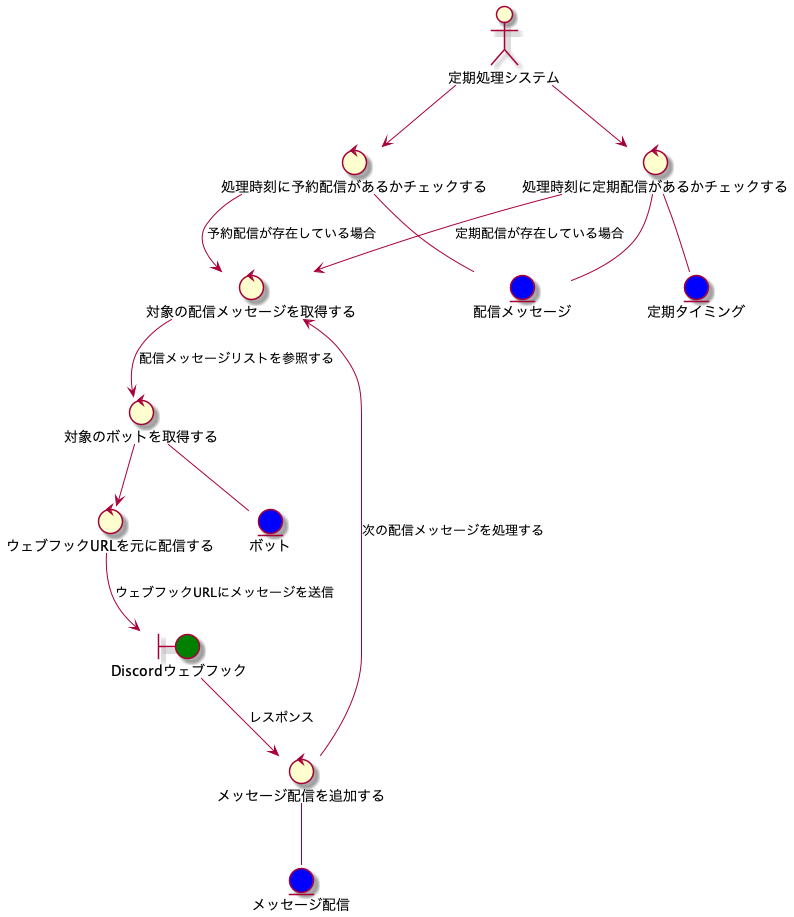 定期処理システム
処理時刻に予約配信があるかチェックする
処理時刻に定期配信があるかチェックする
予約配信が存在している場合
定期配信が存在している場合
対象の配信メッセージを取得する
配信メッセージ
定期タイミング
配信メッセージリストを参照する
対象のボットを取得する
次の配信メッセージを処理する
ウェブフックURLを元に配信する
ボット
ウェブフックURLにメッセージを送信
Discordウェブフック
レスポンス
メッセージ配信を追加する
メッセージ配信